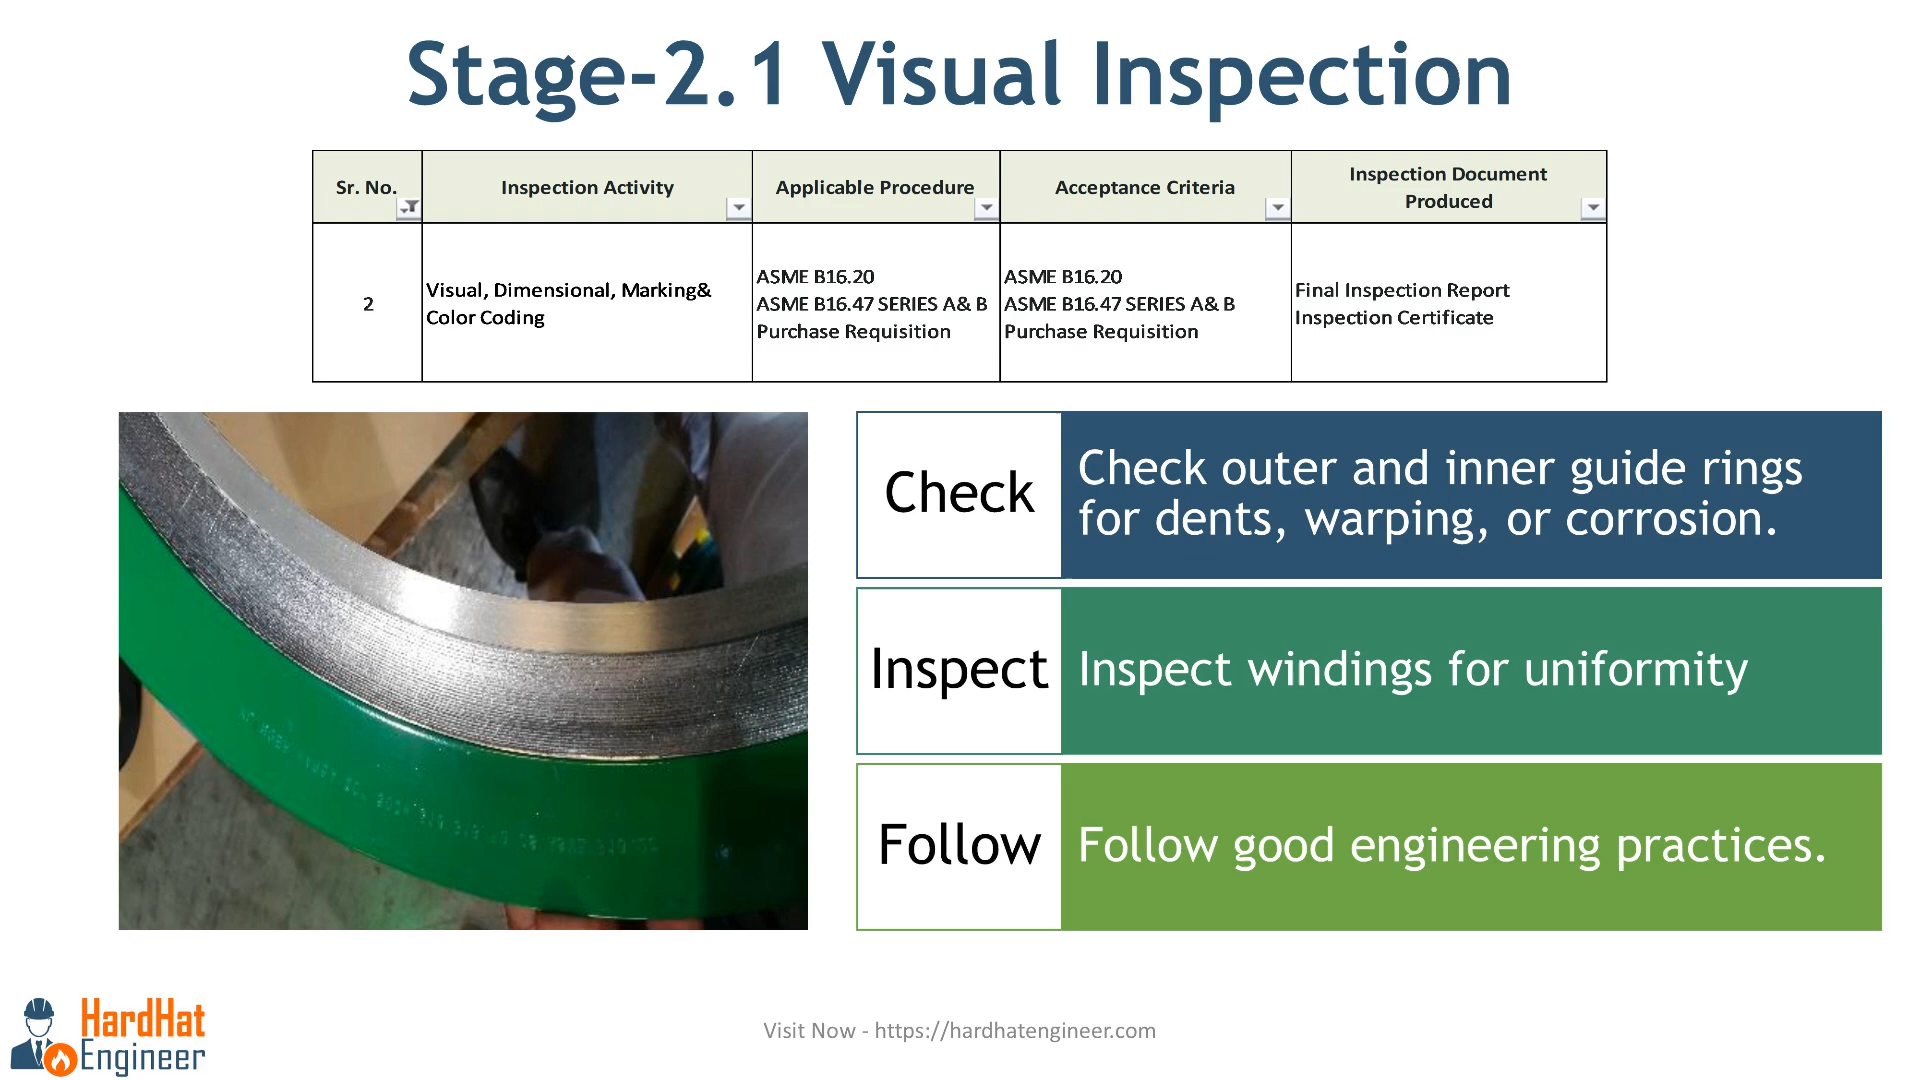 Stage-2.1 Visual Inspection
Sr. No.
Inspection Activity
Applicable Procedure
Acceptance Criteria
Inspection Document
Produced
2
Visual, Dimensional, Marking&
Color Coding
ASME B16.20
ASME B16.47 SERIES A& B
Purchase Requisition
ASME B16.20
ASME B16.47 SERIES A& B
Purchase Requisition
Final Inspection Report
Inspection Certificate
Check
Check outer and inner guide rings
for dents, warping, or corrosion.
Inspect
Inspect windings for uniformity
Follow
Follow good engineering practices.
HardHat
Engineer
Visit Now - https://hardhatengineer.com